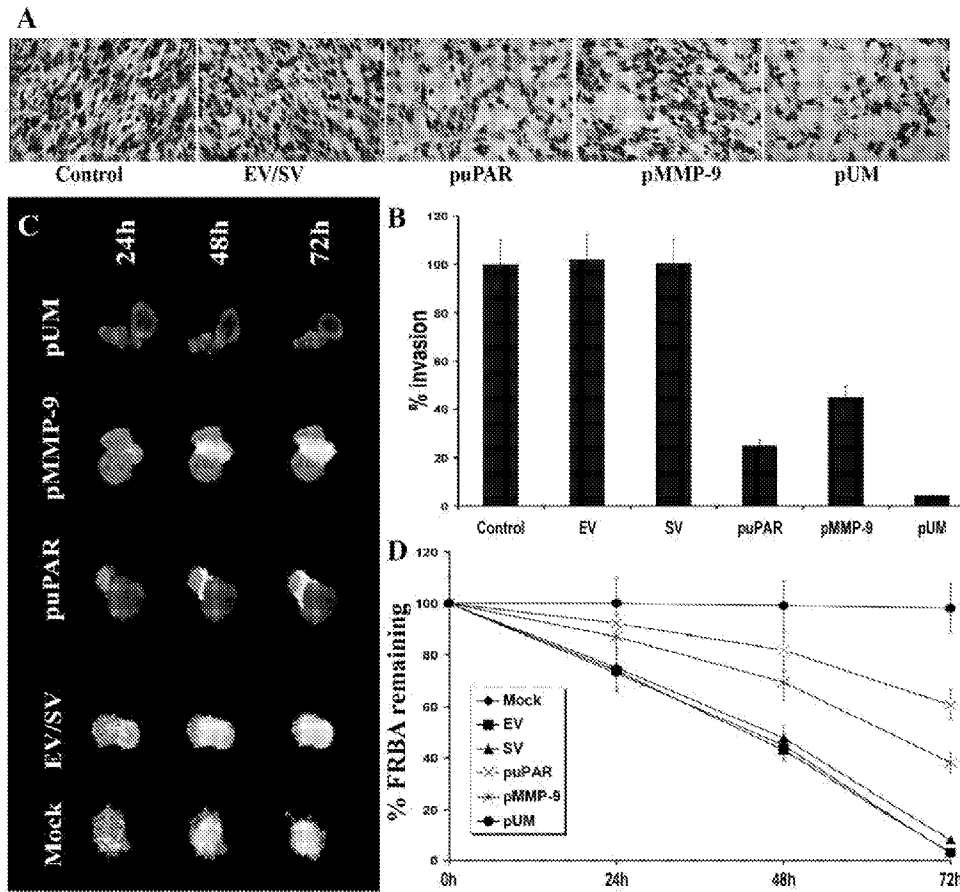 A
Control EV/SV puPAR pMMP-9 pUM
C
24h 48h 72h
pUM
pMMP-9
puPAR
EV/SV
Mock
B
% invasion
120
100
80
60
40
20
0
Control EV SV puPAR pMMP-9 pUM
D
% FRBA remaining
120
100
80
60
40
20
0
Mock
EV
SV
puPAR
pMMP-9
pUM
0h 24h 48h 72h